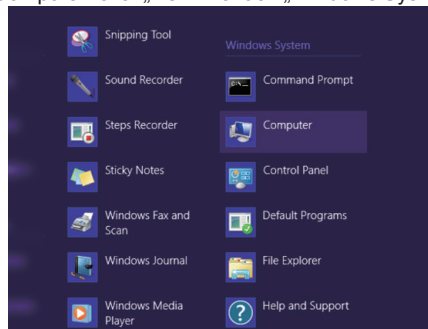 Snipping Tool
Sound Recorder
Steps Recorder
Sticky Notes
Windows Fax and
Scan
Windows Journal
Windows Media
Player
Windows System
Command Prompt
Computer
Control Panel
Default Programs
File Explorer
Help and Support